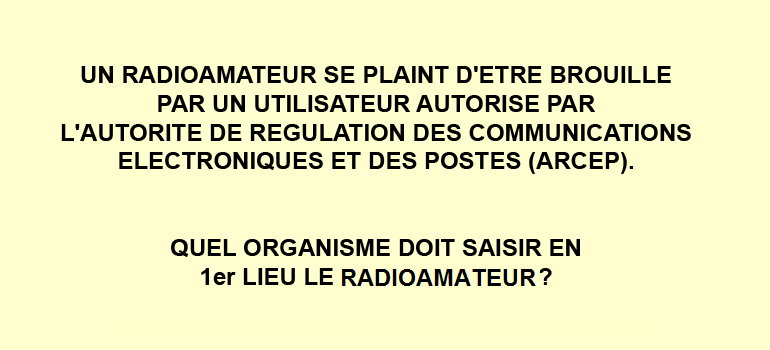 UN RADIOAMATEUR SE PLAINT D'ETRE BROUILLE
PAR UN UTILISATEUR AUTORISE PAR
L'AUTORITE DE REGULATION DES COMMUNICATIONS
ELECTRONIQUES ET DES POSTES (ARCEP).
QUEL ORGANISME DOIT SAISIR EN
1er LIEU LE RADIOAMATEUR?